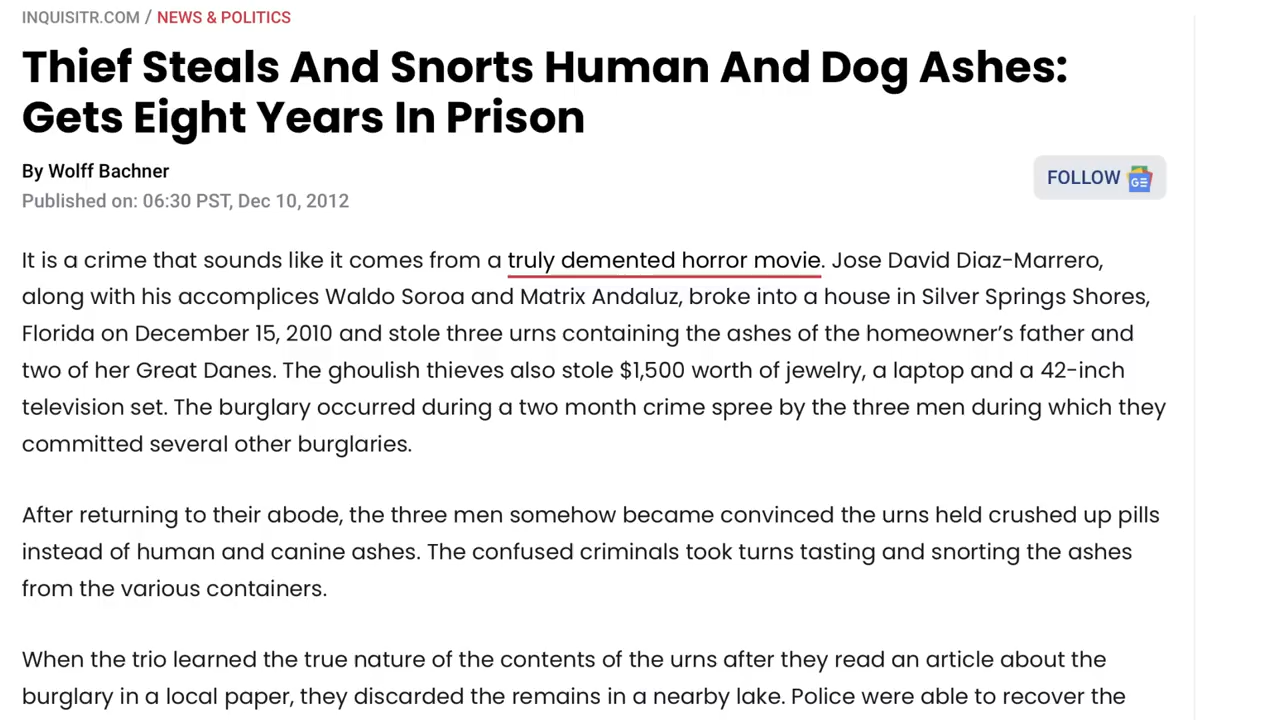 INQUISITR.COM / NEWS & POLITICS
Thief Steals And Snorts Human And Dog Ashes:
Gets Eight Years In Prison
By Wolff Bachner
Published on: 06:30 PST, Dec 10, 2012
FOLLOW GE
It is a crime that sounds like it comes from a truly demented horror movie. Jose David Diaz-Marrero,
along with his accomplices Waldo Soroa and Matrix Andaluz, broke into a house in Silver Springs Shores,
Florida on December 15, 2010 and stole three urns containing the ashes of the homeowner's father and
two of her Great Danes. The ghoulish thieves also stole $1,500 worth of jewelry, a laptop and a 42-inch
television set. The burglary occurred during a two month crime spree by the three men during which they
committed several other burglaries.
After returning to their abode, the three men somehow became convinced the urns held crushed up pills
instead of human and canine ashes. The confused criminals took turns tasting and snorting the ashes
from the various containers.
When the trio learned the true nature of the contents of the urns after they read an article about the
burglary in a local paper, they discarded the remains in a nearby lake. Police were able to recover the